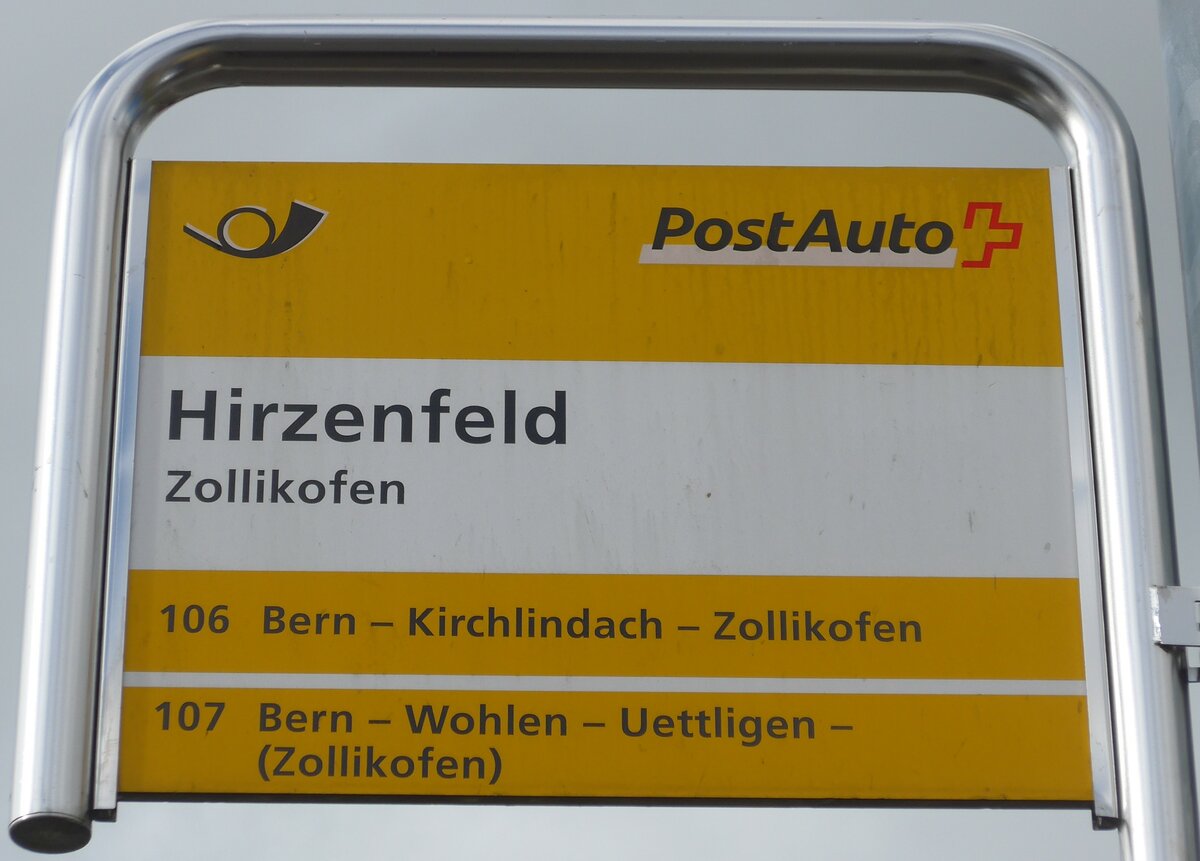 PostAuto
Hirzenfeld
Zollikofen
106 Bern – Kirchlindach – Zollikofen
107 Bern – Wohlen – Uettligen –
(Zollikofen)